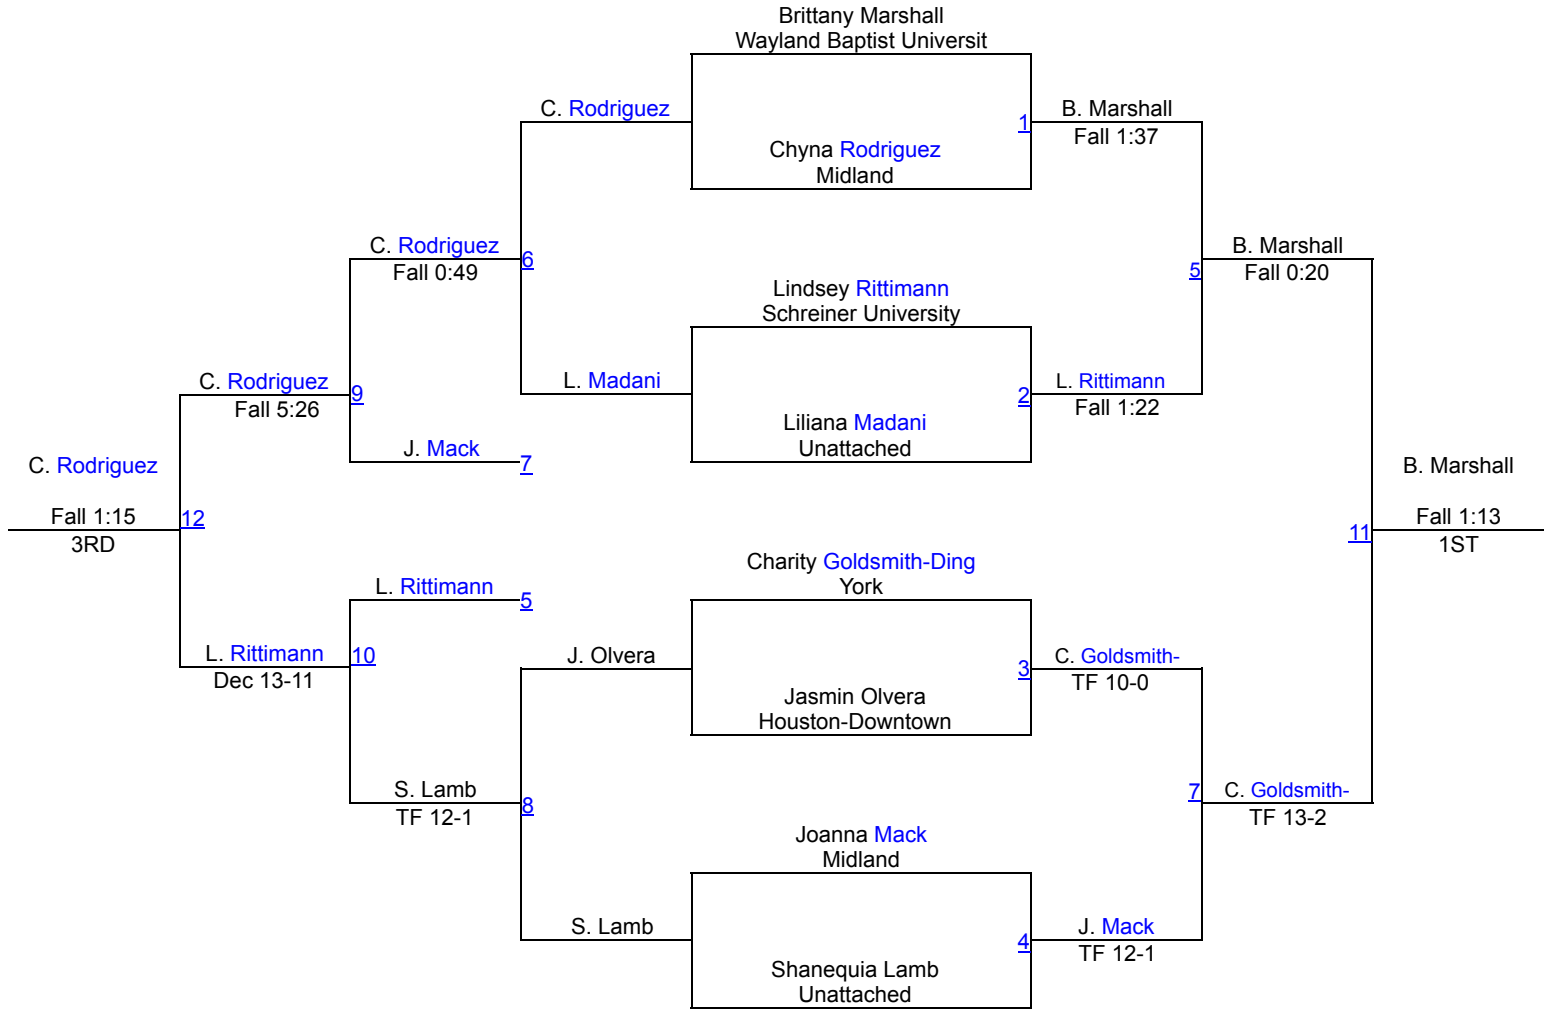 Brittany Marshall
Wayland Baptist Universit
C. Rodriguez
1
B. Marshall
Fall 1:37
Chyna Rodriguez
Midland
C. Rodriguez
6
Fall 0:49
B. Marshall
5
Fall 0:20
Lindsey Rittimann
Schreiner University
C. Rodriguez
9
Fall 5:26
L. Madani
2
L. Rittimann
Fall 1:22
Liliana Madani
Unattached
J. Mack
7
C. Rodriguez
Fall 1:15
12
3RD
B. Marshall
Fall 1:13
11
1ST
Charity Goldsmith-Ding
York
L. Rittimann
5
L. Rittimann
10
Dec 13-11
J. Olvera
3
C. Goldsmith-
TF 10-0
Jasmin Olvera
Houston-Downtown
S. Lamb
8
TF 12-1
7
C. Goldsmith-
TF 13-2
Joanna Mack
Midland
S. Lamb
4
J. Mack
TF 12-1
Shanequia Lamb
Unattached